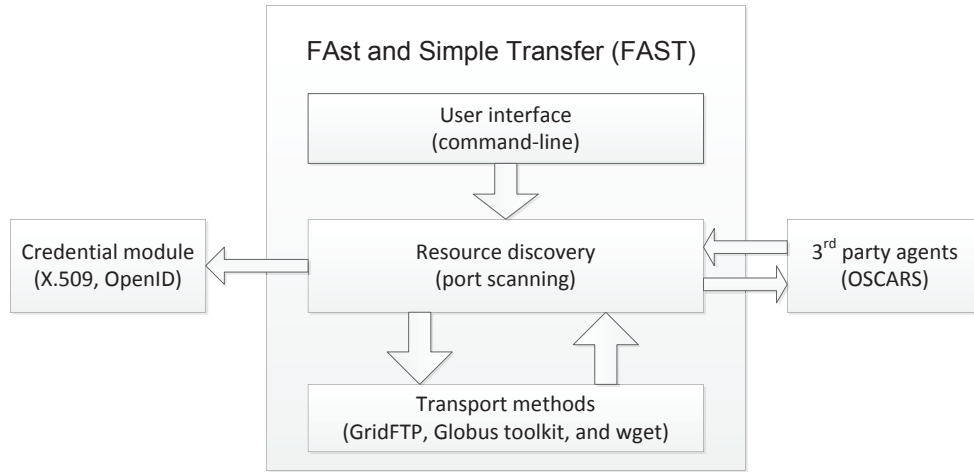 FAst and Simple Transfer (FAST)
User interface
(command-line)
Credential module
(X.509, OpenID)
Resource discovery
(port scanning)
3rd party agents
(OSCARS)
Transport methods
(GridFTP, Globus toolkit, and wget)